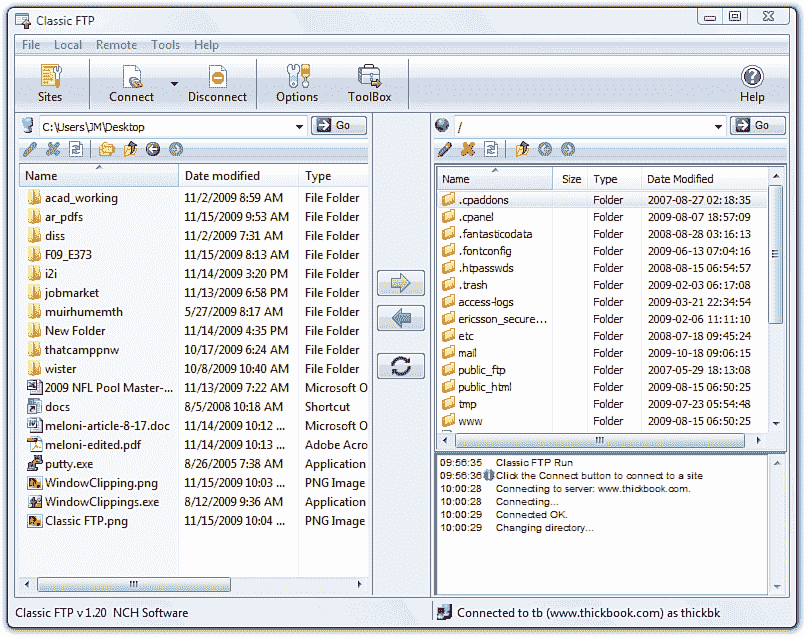 Classic FTP
File Local Remote Tools Help
Sites Connect Disconnect Options ToolBox Help
C:\Users\JM\Desktop Go
Name Date modified Type
acad_working 11/2/2009 8:59 AM File Folder
ar_pdfs 11/15/2009 9:53 AM File Folder
diss 11/2/2009 7:31 AM File Folder
F09_E373 11/15/2009 8:13 AM File Folder
i2i 11/14/2009 3:20 PM File Folder
jobmarket 11/13/2009 6:58 PM File Folder
muirhumemth 5/27/2009 8:17 AM File Folder
New Folder 11/14/2009 4:35 PM File Folder
thatcamppnw 10/17/2009 6:24 AM File Folder
wister 10/8/2009 10:40 AM File Folder
2009 NFL Pool Master-... 11/13/2009 7:22 AM Microsoft O
docs 8/5/2008 10:18 AM Shortcut
meloni-article-8-17.doc 11/14/2009 10:12 ... Microsoft O
meloni-edited.pdf 11/14/2009 10:13 ... Adobe Acro
putty.exe 8/26/2005 7:38 AM Application
WindowClipping.png 11/15/2009 10:03 ... PNG Image
WindowClippings.exe 8/12/2009 9:36 AM Application
Classic FTP.png 11/15/2009 10:04 ... PNG Image
/ Go
Name Size Type Date Modified
.cpaddons Folder 2007-08-27 02:18:35
.cpanel Folder 2009-08-07 18:57:09
.fantasticodata Folder 2008-08-28 03:16:13
.fontconfig Folder 2009-06-13 07:04:16
.htpasswds Folder 2008-08-15 06:54:57
.trash Folder 2009-02-03 06:17:08
access-logs Folder 2009-03-21 22:34:54
ericsson_secure... Folder 2009-02-06 11:11:10
etc Folder 2008-07-18 09:45:24
mail Folder 2009-10-18 09:06:15
public_ftp Folder 2007-05-29 18:13:08
public_html Folder 2009-08-15 06:50:25
tmp Folder 2009-07-23 05:54:48
www Folder 2009-08-15 06:50:25
09:56:35 Classic FTP Run
09:56:36 Click the Connect button to connect to a site
10:00:28 Connecting to server: www.thickbook.com.
10:00:28 Connecting...
10:00:29 Connected OK.
10:00:29 Changing directory...
Classic FTP v 1.20 NCH Software
Connected to tb (www.thickbook.com) as thickbk